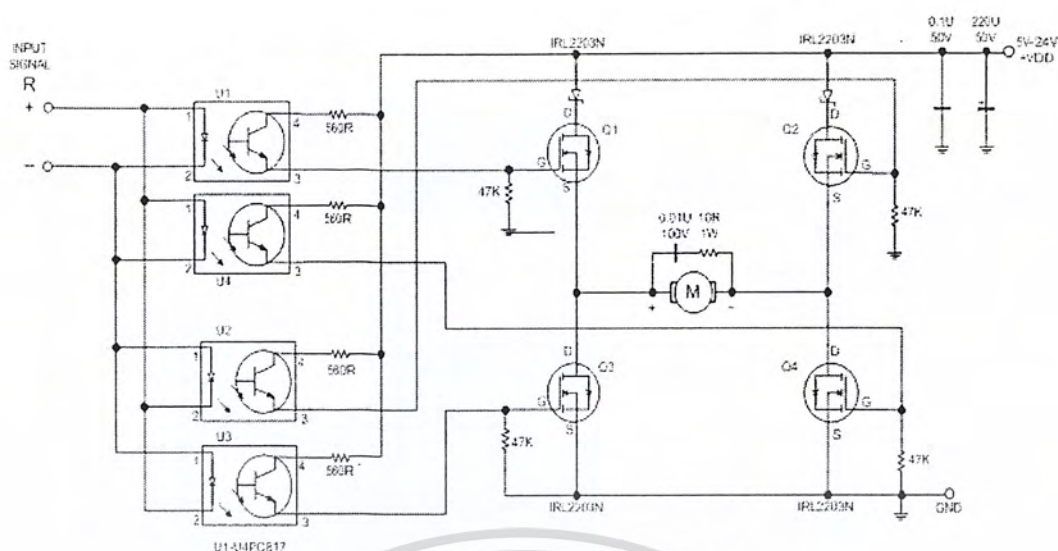 INPUT
SIGNAL
R
+
−
U1
1
2
4
3
560R
1
2
4
3
560R
U4
U2
1
2
4
3
560R
U3
1
2
4
3
560R
U1-U4PC817
IRL2203N
IRL2203N
0.1U
50V
220U
50V
5V-24V
+VDD
D
Q1
G
S
47K
D
Q2
G
S
47K
0.01U 10R
100V 1W
M
+
-
D
Q3
G
S
47K
IRL2203N
D
Q4
G
S
47K
IRL2203N
GND